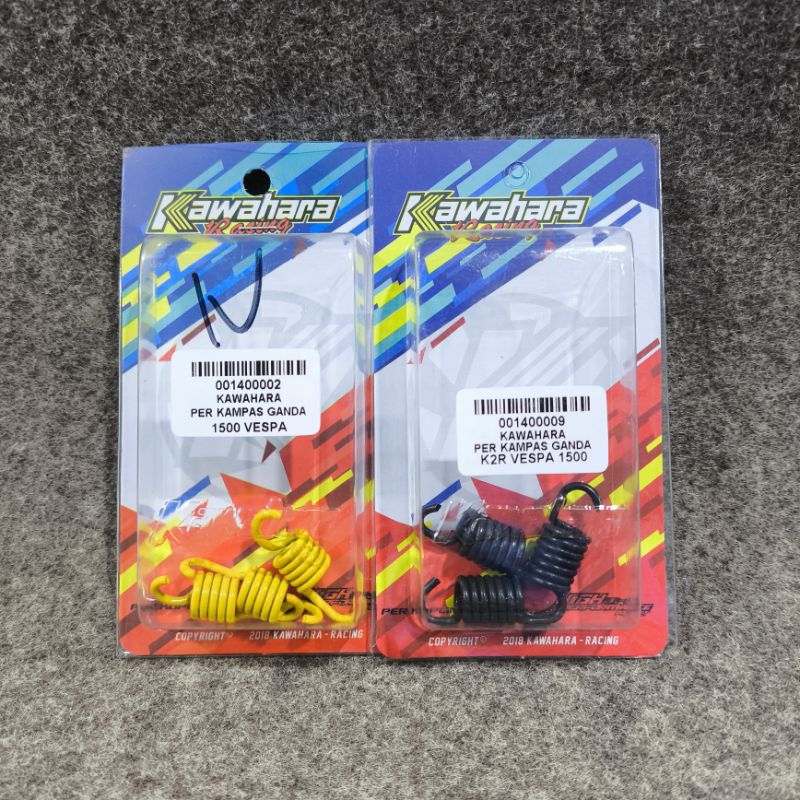 Kawahara
Racing
N
001400002
KAWAHARA
PER KAMPAS GANDA
1500 VESPA
COPYRIGHT© 2018 KAWAHARA - RACING
Kawahara
Racing
001400009
KAWAHARA
PER KAMPAS GANDA
K2R VESPA 1500
COPYRIGHT© 2018 KAWAHARA - RACING